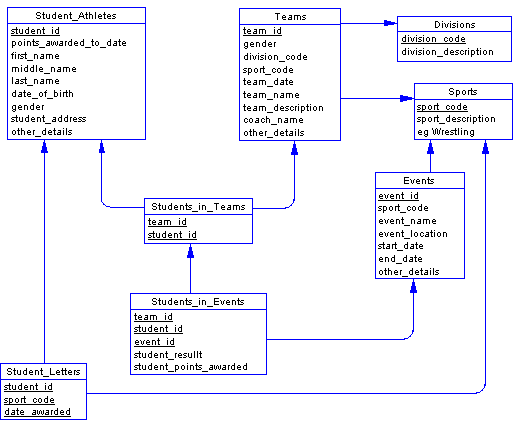 Student_Athletes
student_id
points_awarded_to_date
first_name
middle_name
last_name
date_of_birth
gender
student_address
other_details
Teams
team_id
gender
division_code
sport_code
team_date
team_name
team_description
coach_name
other_details
Divisions
division_code
division_description
Sports
sport_code
sport_description
eg Wrestling
Events
event_id
sport_code
event_name
event_location
start_date
end_date
other_details
Students_in_Teams
team_id
student_id
Students_in_Events
team_id
student_id
event_id
student_resullt
student_points_awarded
Student_Letters
student_id
sport_code
date_awarded